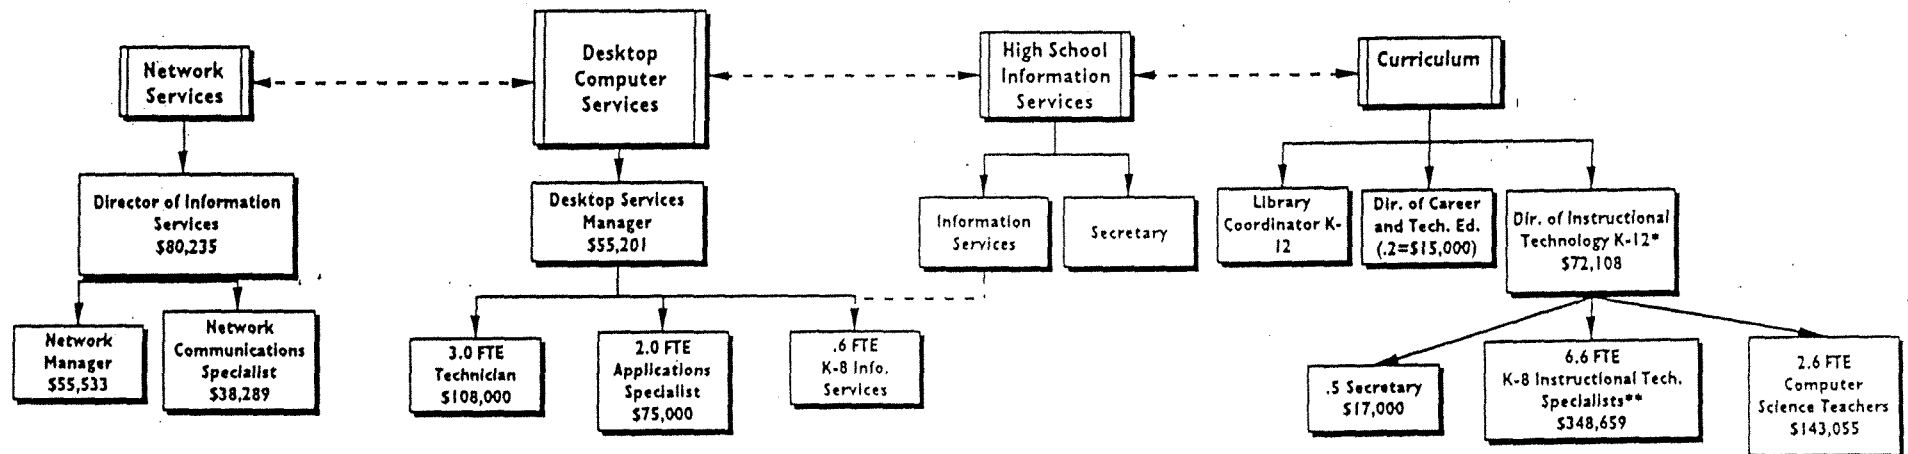 Network
Services
Desktop
Computer
Services
High School
Information
Services
Curriculum
Director of Information
Services
$80,235
Desktop Services
Manager
$55,201
Information
Services
Secretary
Library
Coordinator K-
12
Dir. of Career
and Tech. Ed.
(.2=$15,000)
Dir. of Instructional
Technology K-12*
$72,108
Network
Manager
$55,533
Network
Communications
Specialist
$38,289
3.0 FTE
Technician
$108,000
2.0 FTE
Applications
Specialist
$75,000
.6 FTE
K-8 Info.
Services
.5 Secretary
$17,000
6.6 FTE
K-8 Instructional Tech.
Specialists**
$348,659
2.6 FTE
Computer
Science Teachers
$143,055